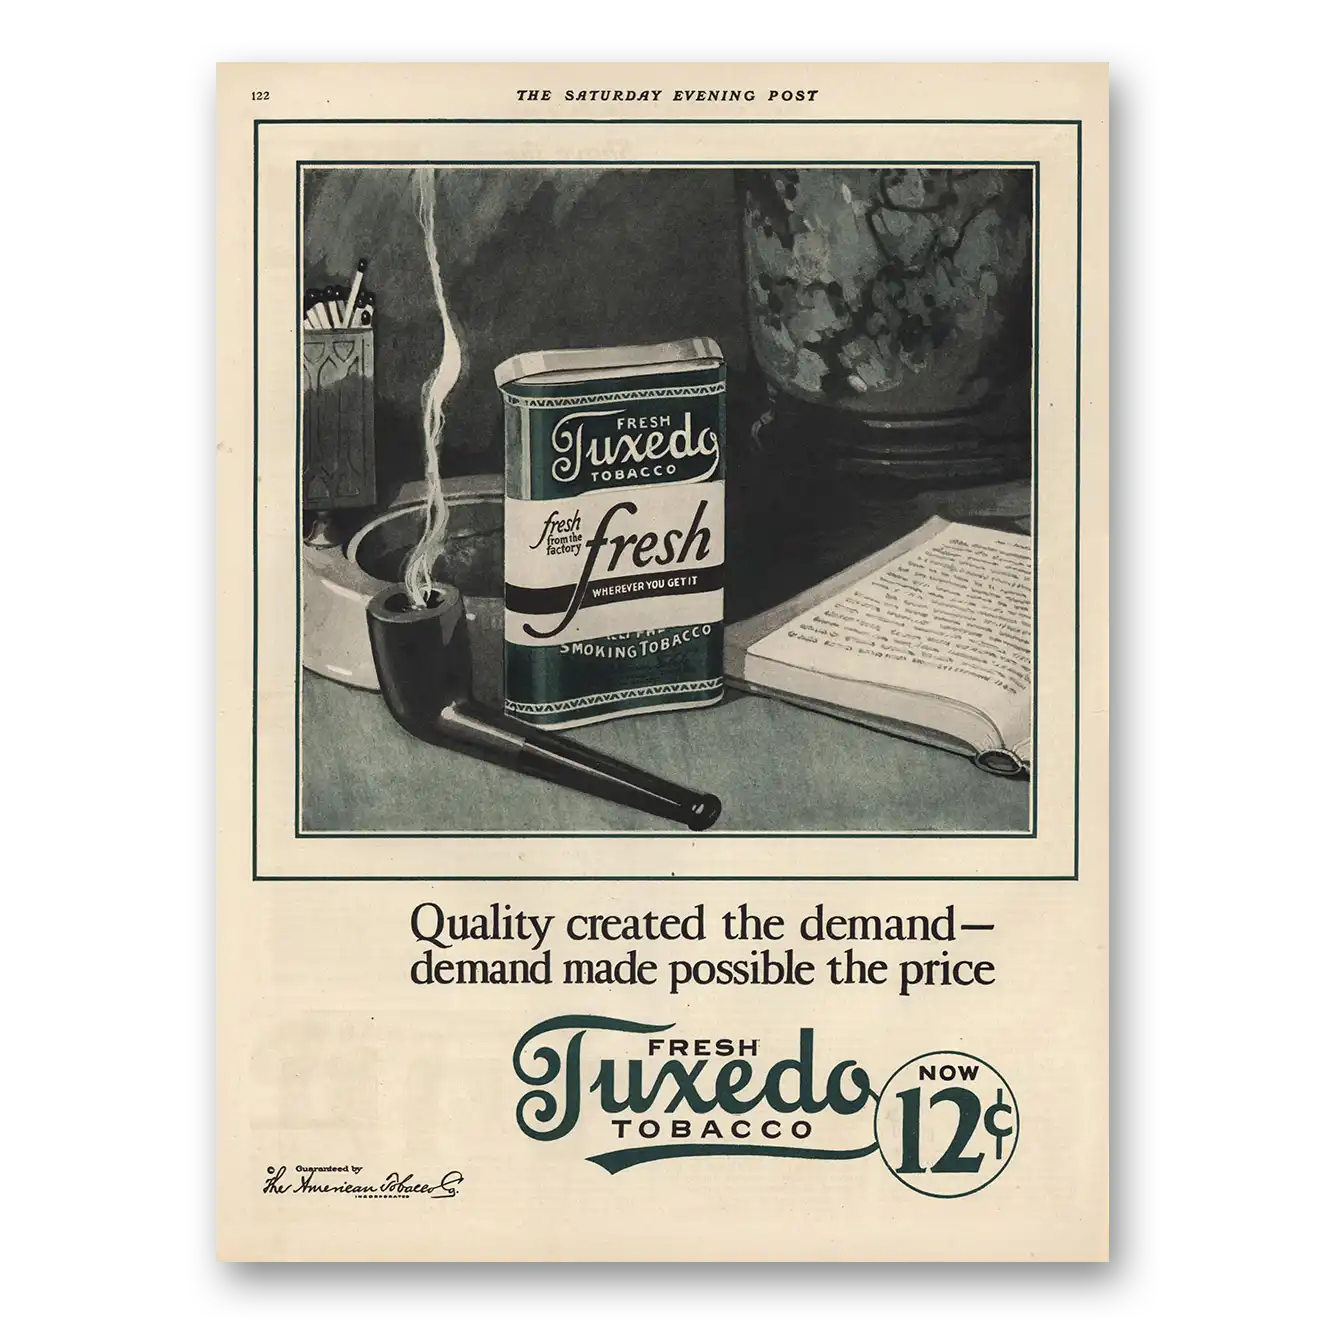 122
THE SATURDAY EVENING POST
FRESH
Tuxedo
TOBACCO
fresh
from the
factory
fresh
WHEREVER YOU GET IT
SMOKING TOBACCO
Quality created the demand—
demand made possible the price
FRESH
Tuxedo
TOBACCO
NOW
12¢
© Guaranteed by
The American Tobacco Co.
INCORPORATED